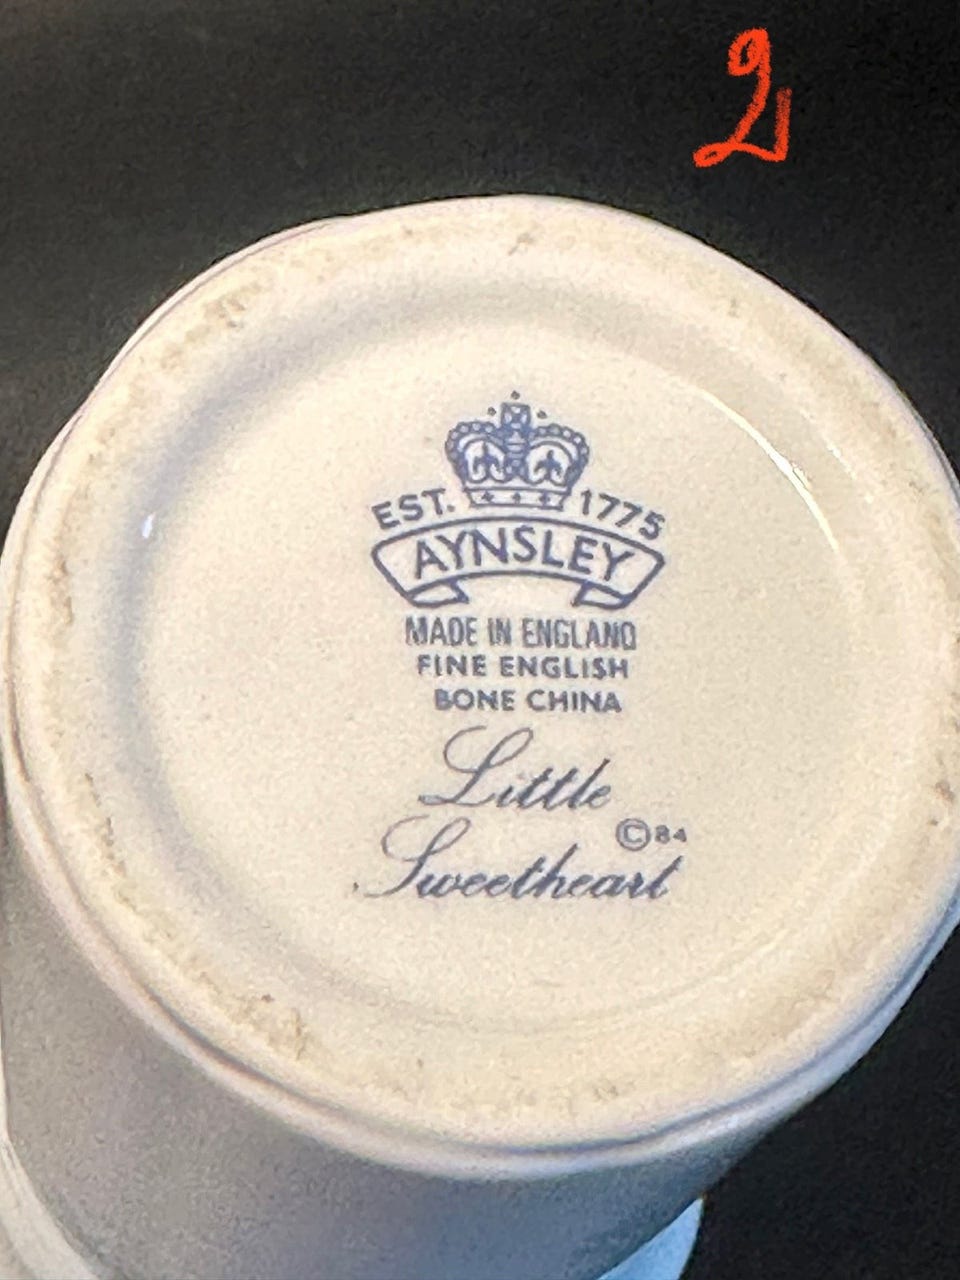 2
EST. 1775
AYNSLEY
MADE IN ENGLAND
FINE ENGLISH
BONE CHINA
Little
©84
Sweetheart